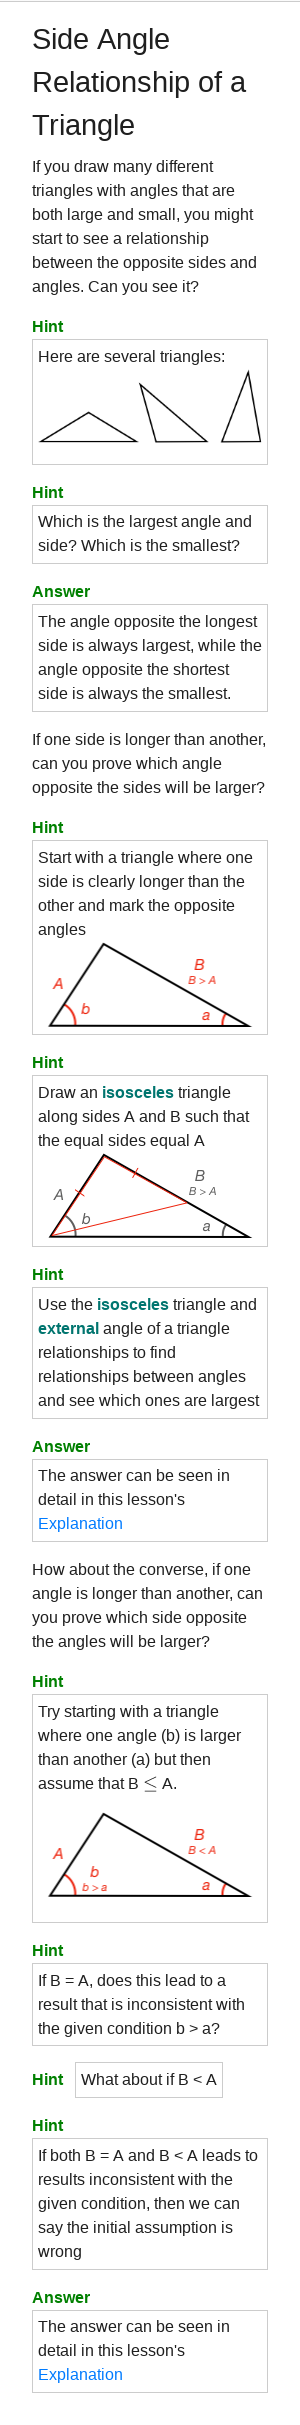 Side Angle
Relationship of a
Triangle
If you draw many different
triangles with angles that are
both large and small, you might
start to see a relationship
between the opposite sides and
angles. Can you see it?
Hint
Here are several triangles:
Hint
Which is the largest angle and
side? Which is the smallest?
Answer
The angle opposite the longest
side is always largest, while the
angle opposite the shortest
side is always the smallest.
If one side is longer than another,
can you prove which angle
opposite the sides will be larger?
Hint
Start with a triangle where one
side is clearly longer than the
other and mark the opposite
angles
A
B
B > A
b
a
Hint
Draw an isosceles triangle
along sides A and B such that
the equal sides equal A
A
B
B > A
b
a
Hint
Use the isosceles triangle and
external angle of a triangle
relationships to find
relationships between angles
and see which ones are largest
Answer
The answer can be seen in
detail in this lesson's
Explanation
How about the converse, if one
angle is longer than another, can
you prove which side opposite
the angles will be larger?
Hint
Try starting with a triangle
where one angle (b) is larger
than another (a) but then
assume that B ≤ A.
A
B
B < A
b
b > a
a
Hint
If B = A, does this lead to a
result that is inconsistent with
the given condition b > a?
Hint What about if B < A
Hint
If both B = A and B < A leads to
results inconsistent with the
given condition, then we can
say the initial assumption is
wrong
Answer
The answer can be seen in
detail in this lesson's
Explanation